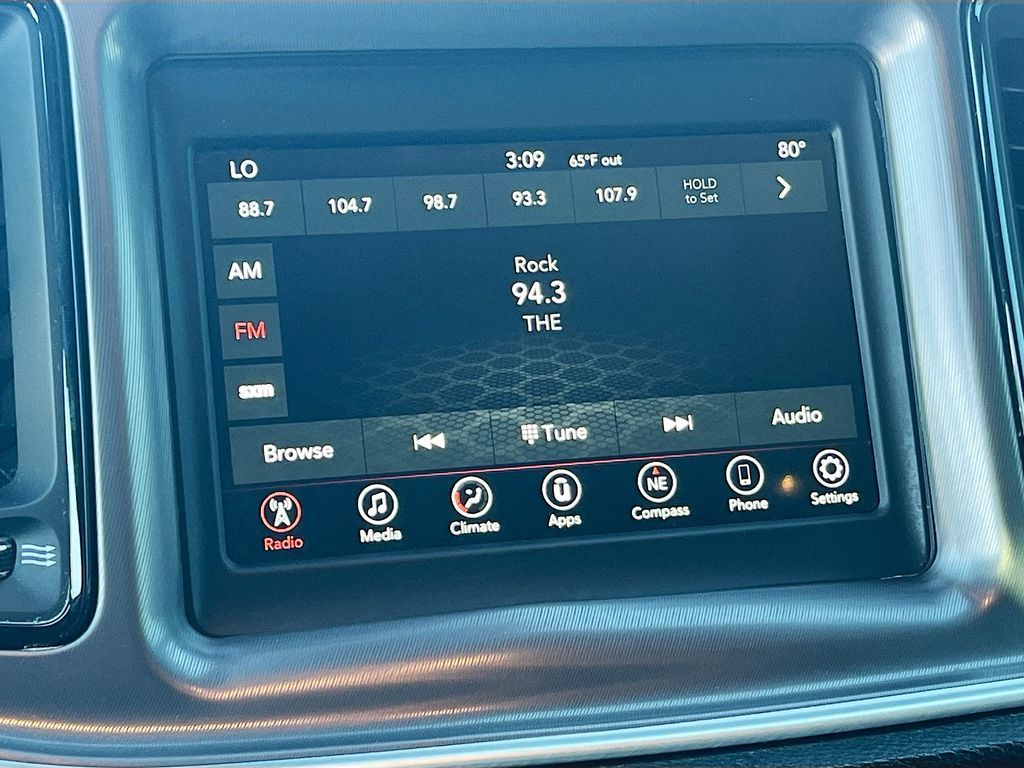 LO 3:09 65°F out 80°
88.7 104.7 98.7 93.3 107.9 HOLD
to Set
AM
Rock
94.3
FM
THE
sxm
Browse Tune Audio
NE
Radio Media Climate Apps Compass Phone Settings